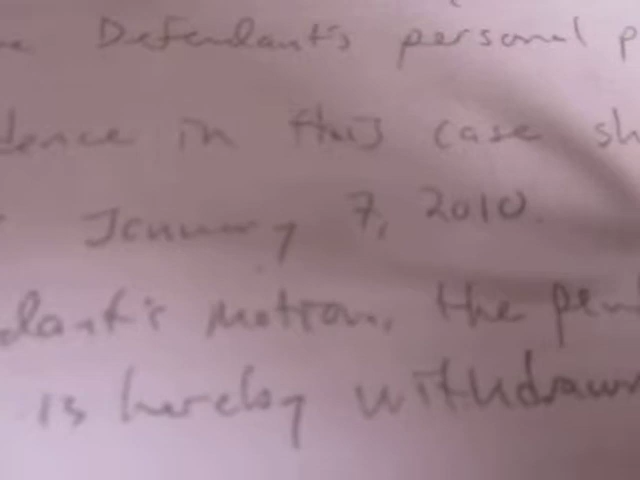 Defendant's personal p
dence in this case sh
January 7, 2010.
dant's motion, the pen
is hereby withdrawn